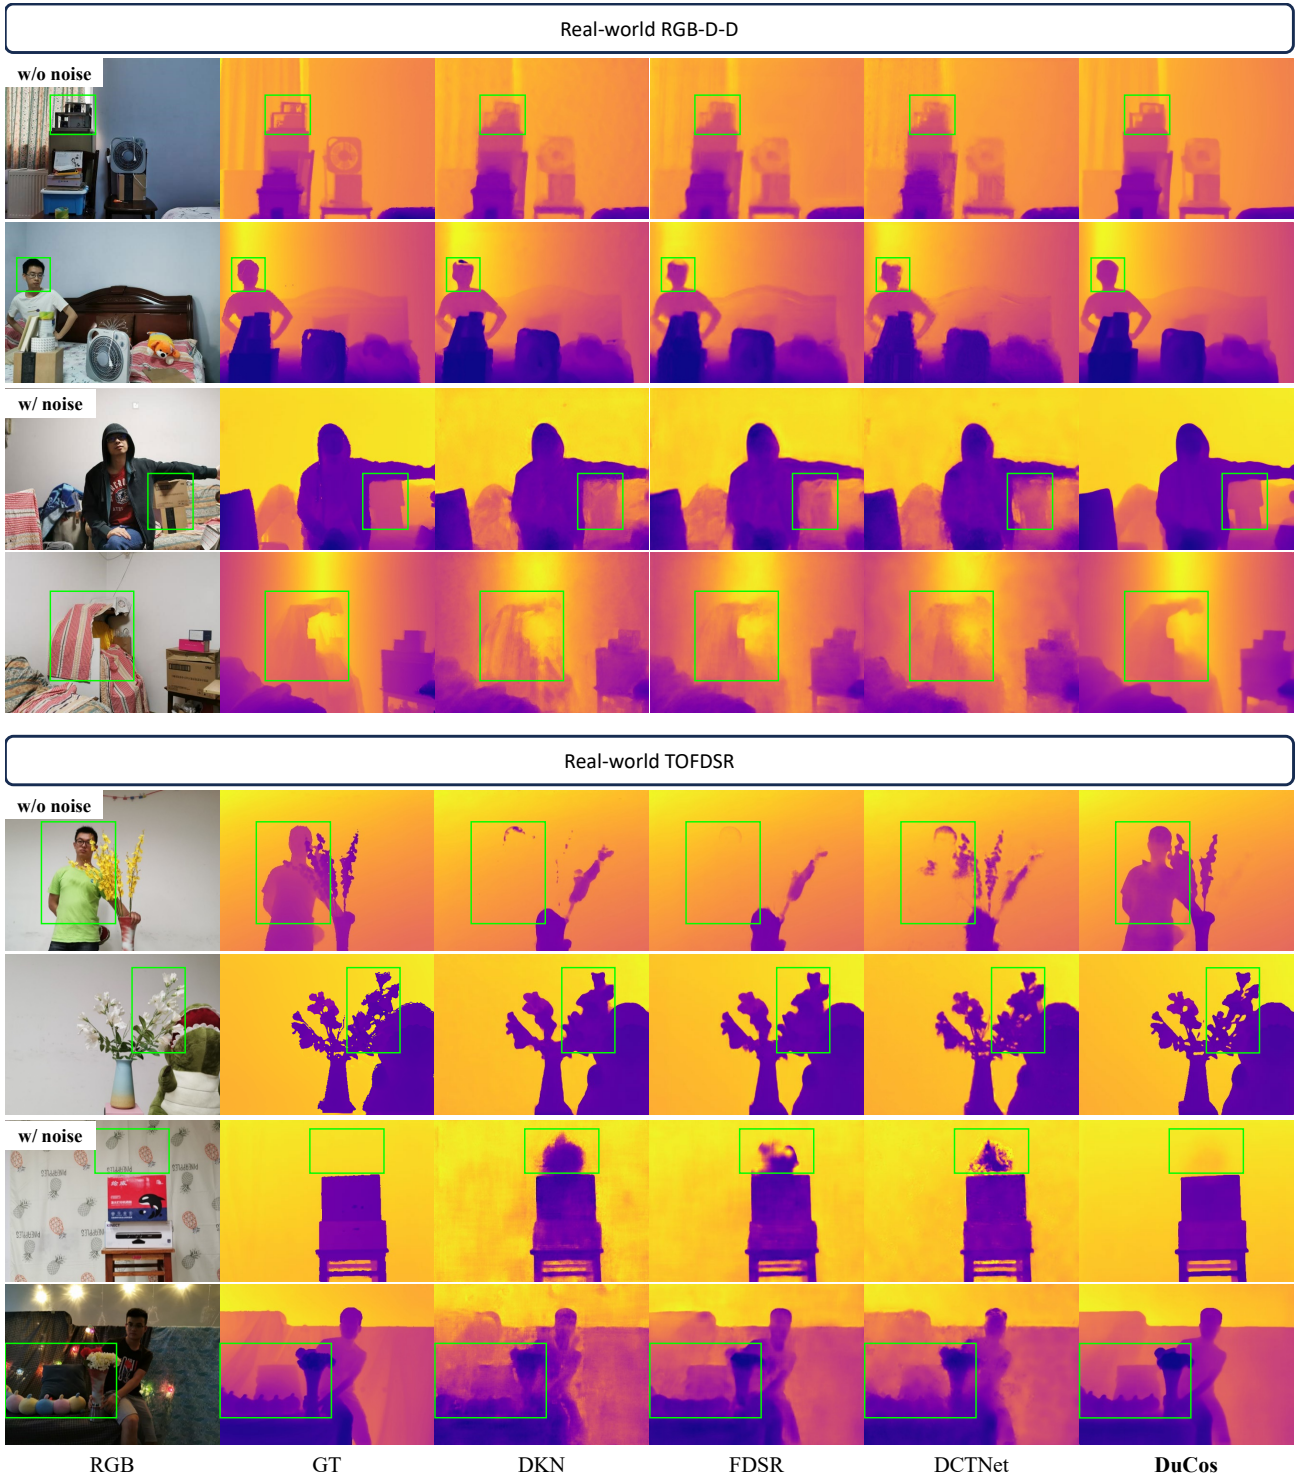 Real-world RGB-D-D
w/o noise
w/ noise
Real-world TOFDSR
w/o noise
w/ noise
RGB GT DKN FDSR DCTNet DuCos